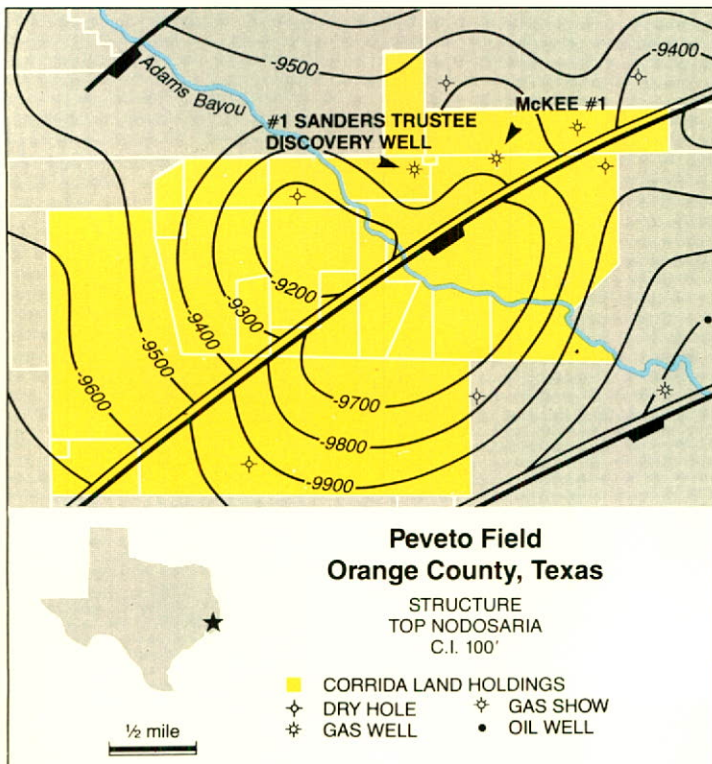 -9500
-9400
Adams Bayou
McKEE #1
#1 SANDERS TRUSTEE
DISCOVERY WELL
-9200
-9300
-9400
-9500
-9600
-9700
-9800
-9900
Peveto Field
Orange County, Texas
STRUCTURE
TOP NODOSARIA
C.I. 100'
½ mile
CORRIDA LAND HOLDINGS
DRY HOLE
GAS SHOW
GAS WELL
OIL WELL